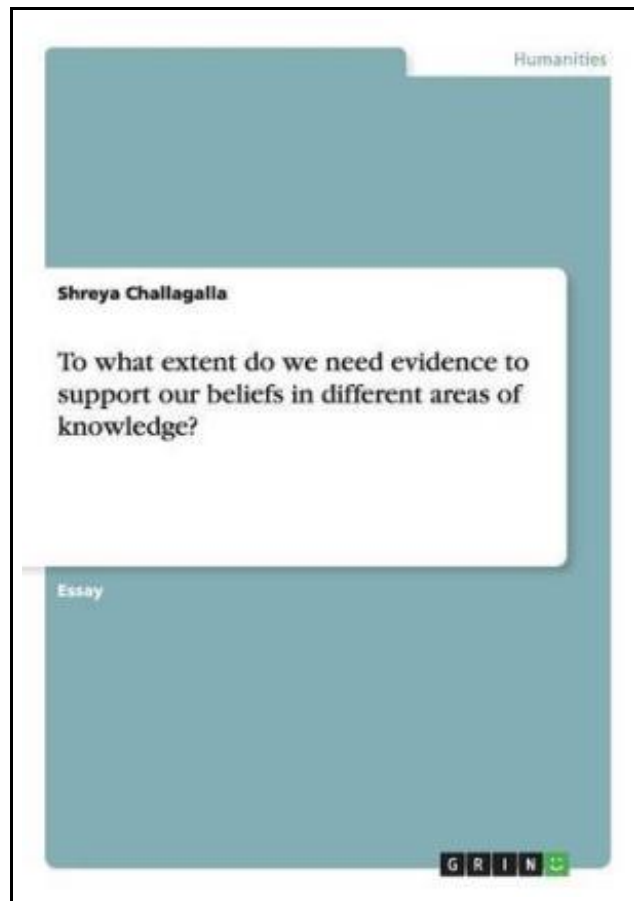 Humanities
Shreya Challagalla
To what extent do we need evidence to
support our beliefs in different areas of
knowledge?
Essay
GRIN